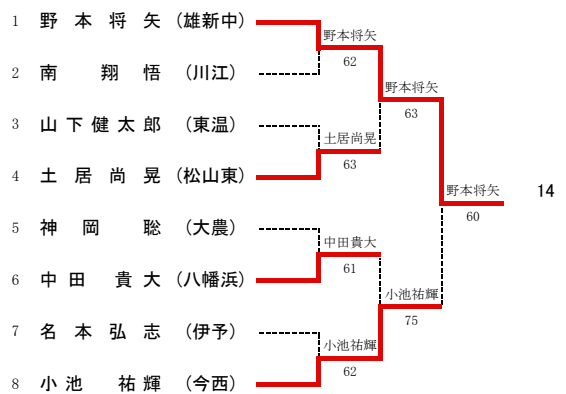 1 野本将矢 (雄新中)
野本将矢
62
2 南 翔悟 (川江)
野本将矢
63
3 山下健太郎 (東温)
土居尚晃
63
4 土居尚晃 (松山東)
野本将矢
60
14
5 神岡 聡 (大農)
中田貴大
61
6 中田 貴大 (八幡浜)
小池祐輝
75
7 名本弘志 (伊予)
小池祐輝
62
8 小池 祐輝 (今西)